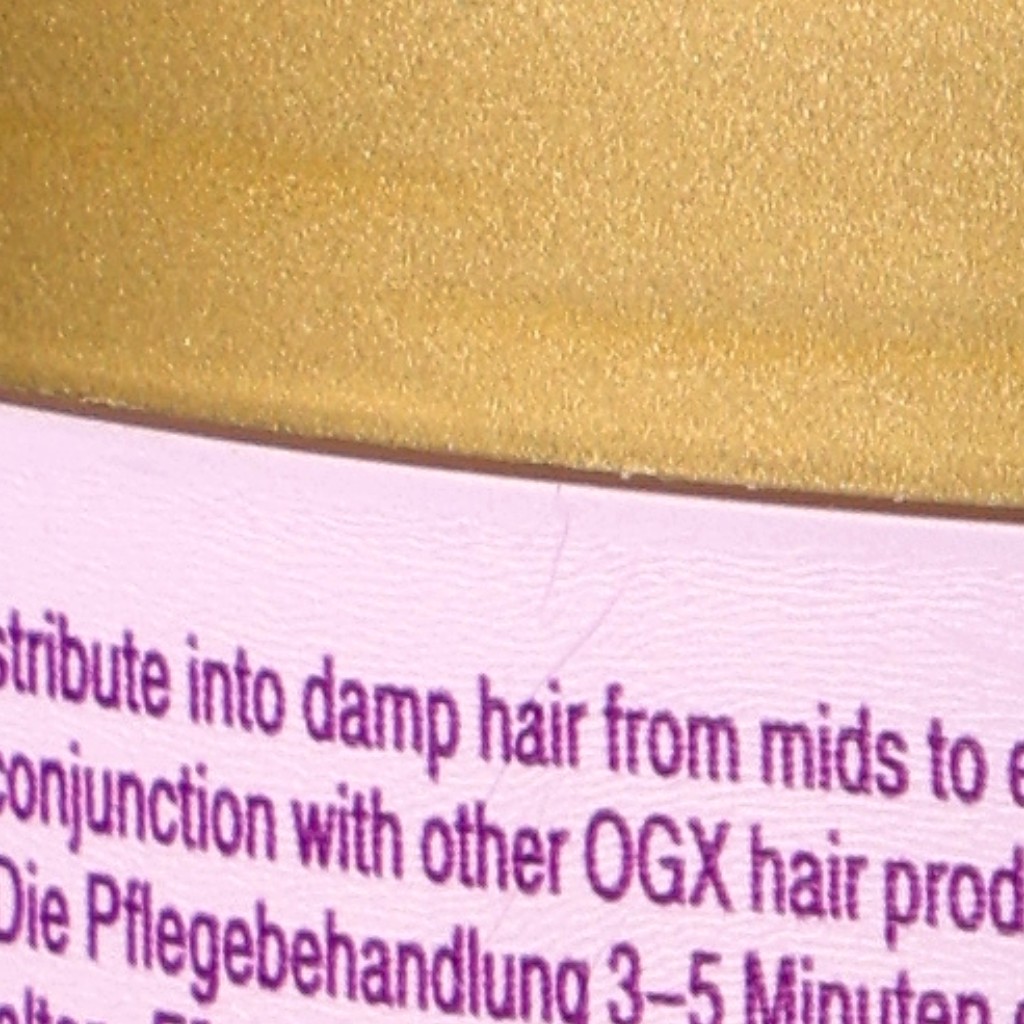 stribute into damp hair from mids to e
conjunction with other OGX hair prod
Die Pflegebehandlung 3–5 Minuten